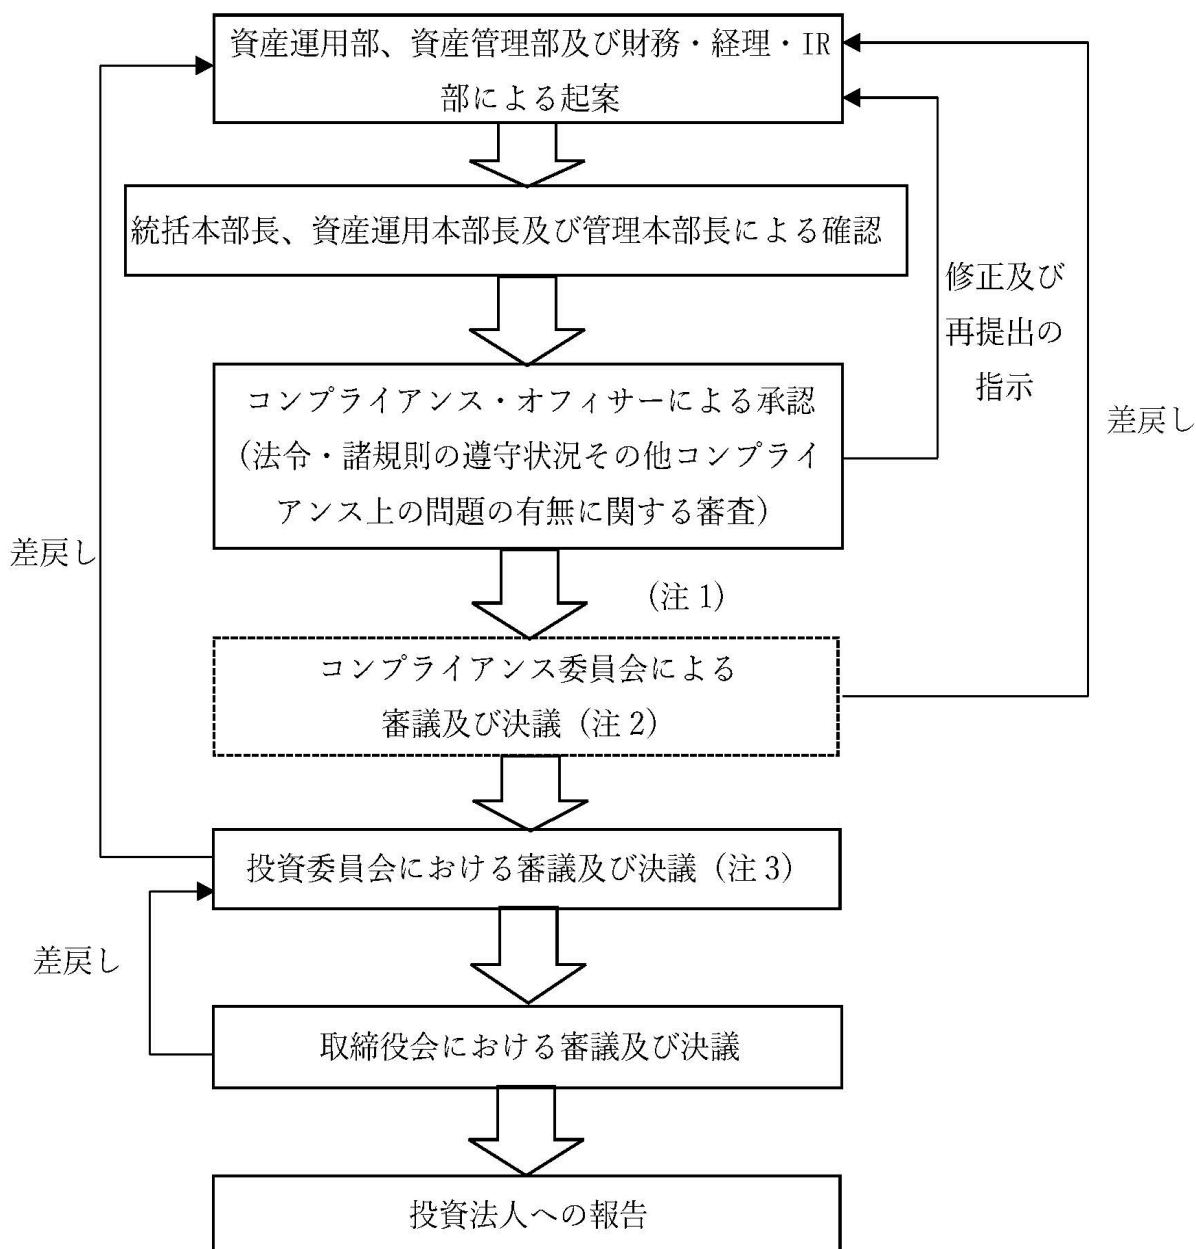 資産運用部、資産管理部及び財務・経理・IR
部による起案
統括本部長、資産運用本部長及び管理本部長による確認
修正及び
再提出の
指示
差戻し
コンプライアンス・オフィサーによる承認
(法令・諸規則の遵守状況その他コンプライ
アンス上の問題の有無に関する審査)
差戻し
(注 1)
コンプライアンス委員会による
審議及び決議(注 2)
投資委員会における審議及び決議(注 3)
差戻し
取締役会における審議及び決議
投資法人への報告